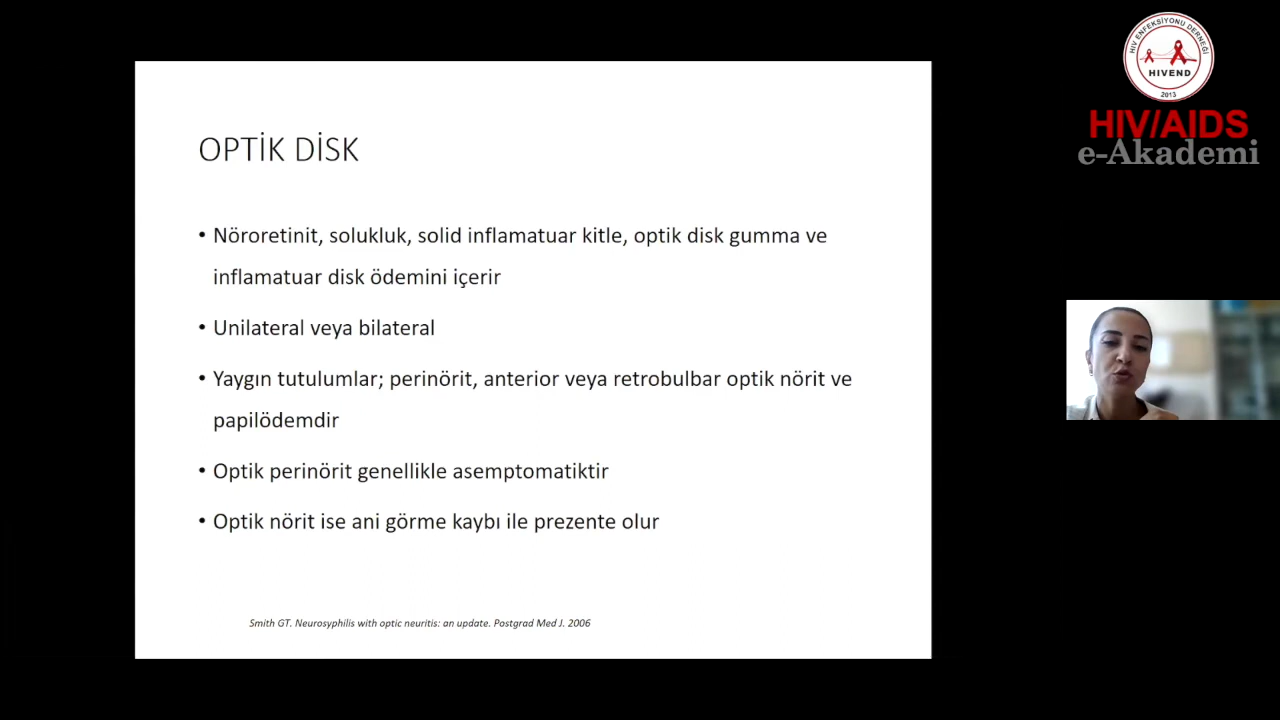 OPTİK DİSK
• Nöroretinit, solukluk, solid inflamatuar kitle, optik disk gumma ve
inflamatuar disk ödemini içerir
• Unilateral veya bilateral
• Yaygın tutulumlar; perinörit, anterior veya retrobulbar optik nörit ve
papilödemdir
• Optik perinörit genellikle asemptomatiktir
• Optik nörit ise ani görme kaybı ile prezente olur
Smith GT. Neurosyphilis with optic neuritis: an update. Postgrad Med J. 2006
HIV ENFEKSİYONU DERNEĞİ
HIVEND
2013
HIV/AIDS
e-Akademi